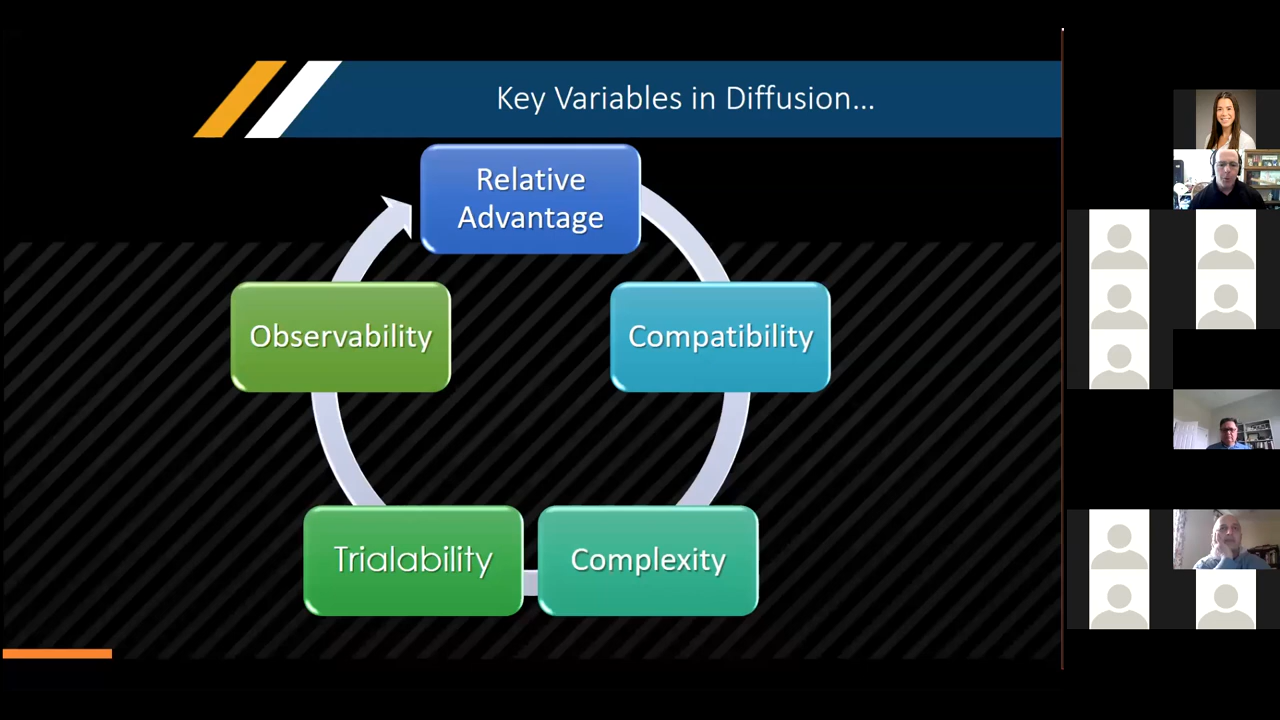 Key Variables in Diffusion...
Relative
Advantage
Compatibility
Complexity
Trialability
Observability